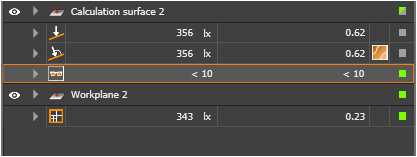 Calculation surface 2
356 lx 0.62
356 lx 0.62
< 10 < 10
Workplane 2
343 lx 0.23